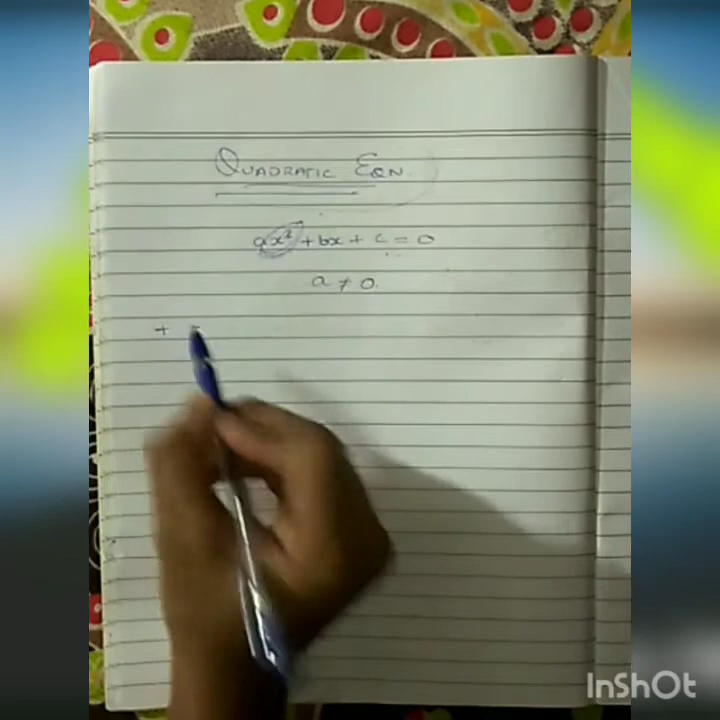 QUADRATIC EQN.
ax² + bx + c = 0
a ≠ 0.
+
InShOt